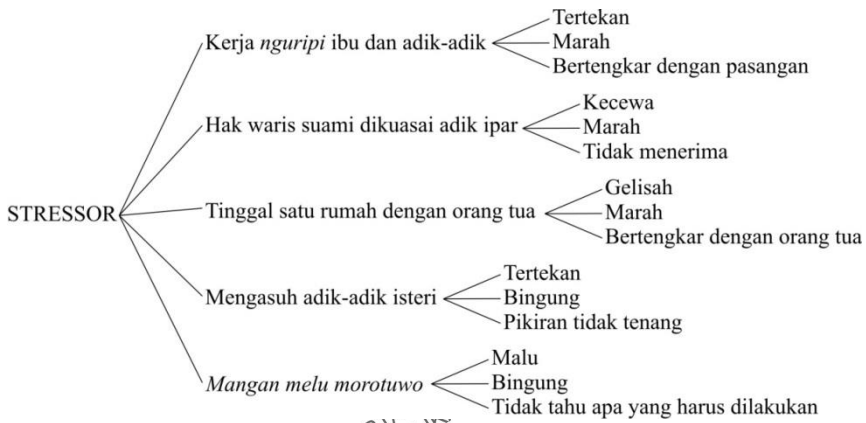 Tertekan
Kerja nguripi ibu dan adik-adik
Marah
Bertengkar dengan pasangan
Kecewa
Hak waris suami dikuasai adik ipar
Marah
Tidak menerima
Gelisah
STRESSOR
Tinggal satu rumah dengan orang tua
Marah
Bertengkar dengan orang tua
Tertekan
Mengasuh adik-adik isteri
Bingung
Pikiran tidak tenang
Malu
Mangan melu morotuwo
Bingung
Tidak tahu apa yang harus dilakukan